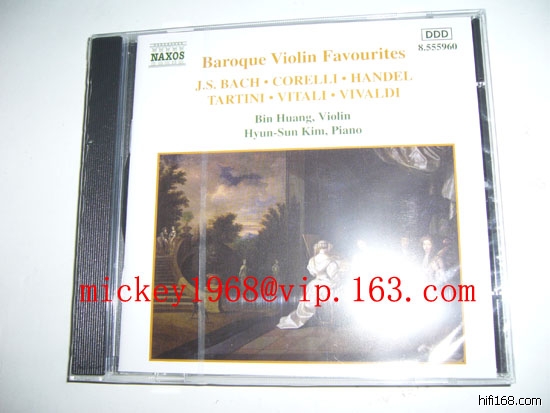 NAXOS
DDD
8.555960
Baroque Violin Favourites
J.S. BACH • CORELLI • HANDEL
TARTINI • VITALI • VIVALDI
Bin Huang, Violin
Hyun-Sun Kim, Piano
mickey1968@vip.163.com
hifi168.com